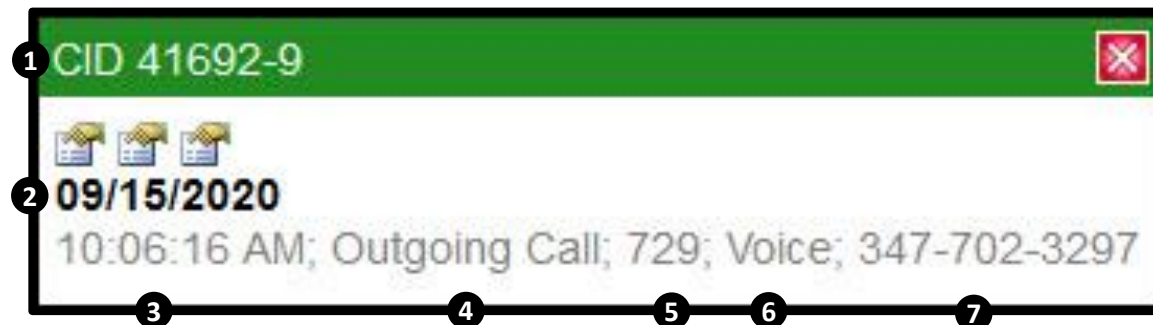 1 CID 41692-9
2 09/15/2020
10:06:16 AM; Outgoing Call; 729; Voice; 347-702-3297
3 4 5 6 7